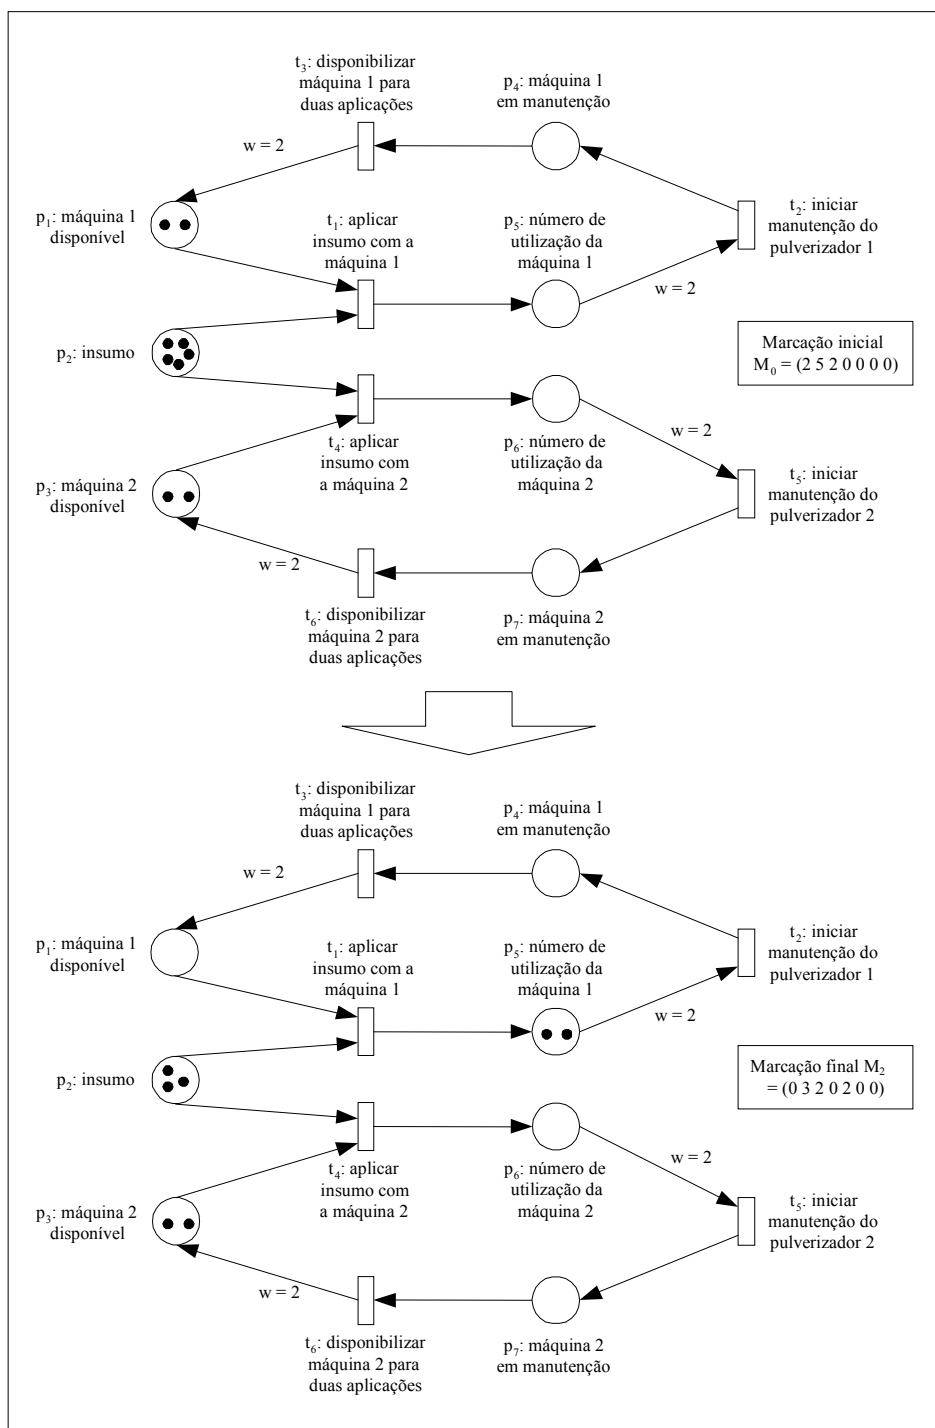 t3: disponibilizar
máquina 1 para
duas aplicações
p4: máquina 1
em manutenção
w = 2
p1: máquina 1
disponível
t1: aplicar
insumo com a
máquina 1
p5: número de
utilização da
máquina 1
t2: iniciar
manutenção do
pulverizador 1
w = 2
p2: insumo
Marcação inicial
M0 = (2 5 2 0 0 0 0)
w = 2
t4: aplicar
insumo com
a máquina 2
p6: número de
utilização da
máquina 2
p3: máquina 2
disponível
t5: iniciar
manutenção do
pulverizador 2
w = 2
t6: disponibilizar
máquina 2 para
duas aplicações
p7: máquina 2
em manutenção
t3: disponibilizar
máquina 1 para
duas aplicações
p4: máquina 1
em manutenção
w = 2
p1: máquina 1
disponível
t1: aplicar
insumo com a
máquina 1
p5: número de
utilização da
máquina 1
t2: iniciar
manutenção do
pulverizador 1
w = 2
p2: insumo
Marcação final M2
= (0 3 2 0 2 0 0)
w = 2
t4: aplicar
insumo com
a máquina 2
p6: número de
utilização da
máquina 2
p3: máquina 2
disponível
t5: iniciar
manutenção do
pulverizador 2
w = 2
t6: disponibilizar
máquina 2 para
duas aplicações
p7: máquina 2
em manutenção